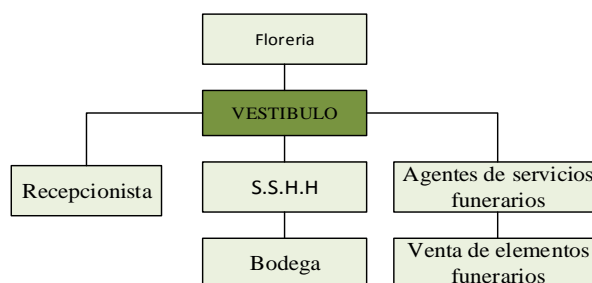 Floreria
VESTIBULO
Recepcionista
S.S.H.H
Agentes de servicios
funerarios
Bodega
Venta de elementos
funerarios